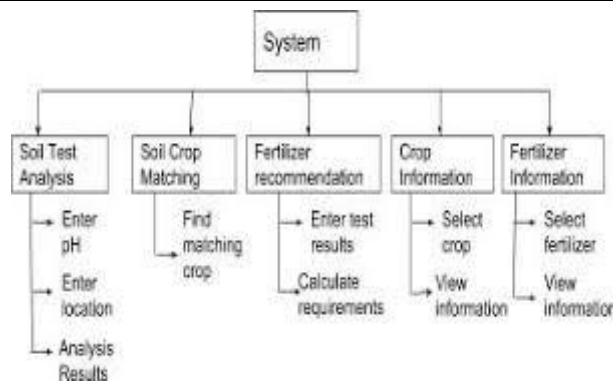 System
Soil Test
Analysis
Enter
pH
Enter
location
Analysis
Results
Soil Crop
Matching
Find
matching
crop
Fertilizer
recommendation
Enter test
results
Calculate
requirements
Crop
Information
Select
crop
View
information
Fertilizer
Information
Select
fertilizer
View
information